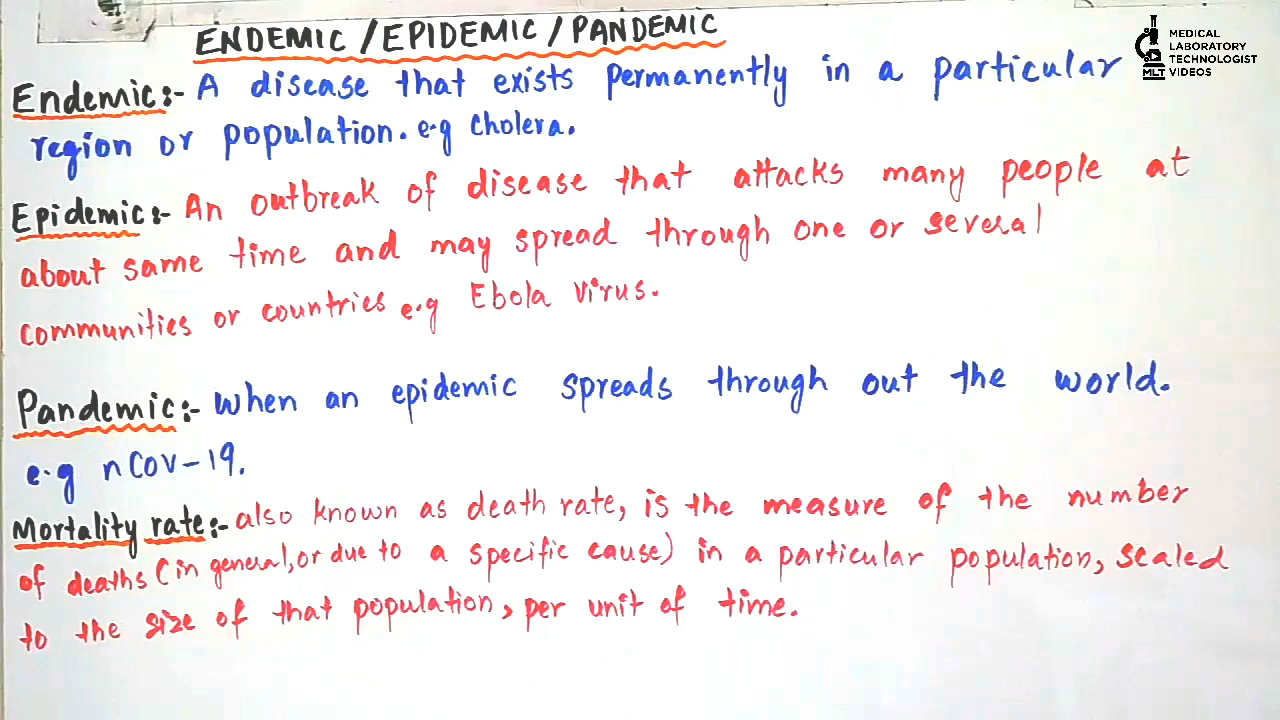 ENDEMIC / EPIDEMIC / PANDEMIC
MEDICAL
LABORATORY
TECHNOLOGIST
MLT VIDEOS
Endemic:- A disease that exists permanently in a particular
region or population. e.g Cholera.
Epidemic:- An outbreak of disease that attacks many people at
about same time and may spread through one or several
communities or countries e.g Ebola Virus.
Pandemic:- When an epidemic spreads through out the world.
e.g nCov-19.
Mortality rate:- also known as death rate, is the measure of the number
of deaths (in general, or due to a specific cause) in a particular population, scaled
to the size of that population, per unit of time.